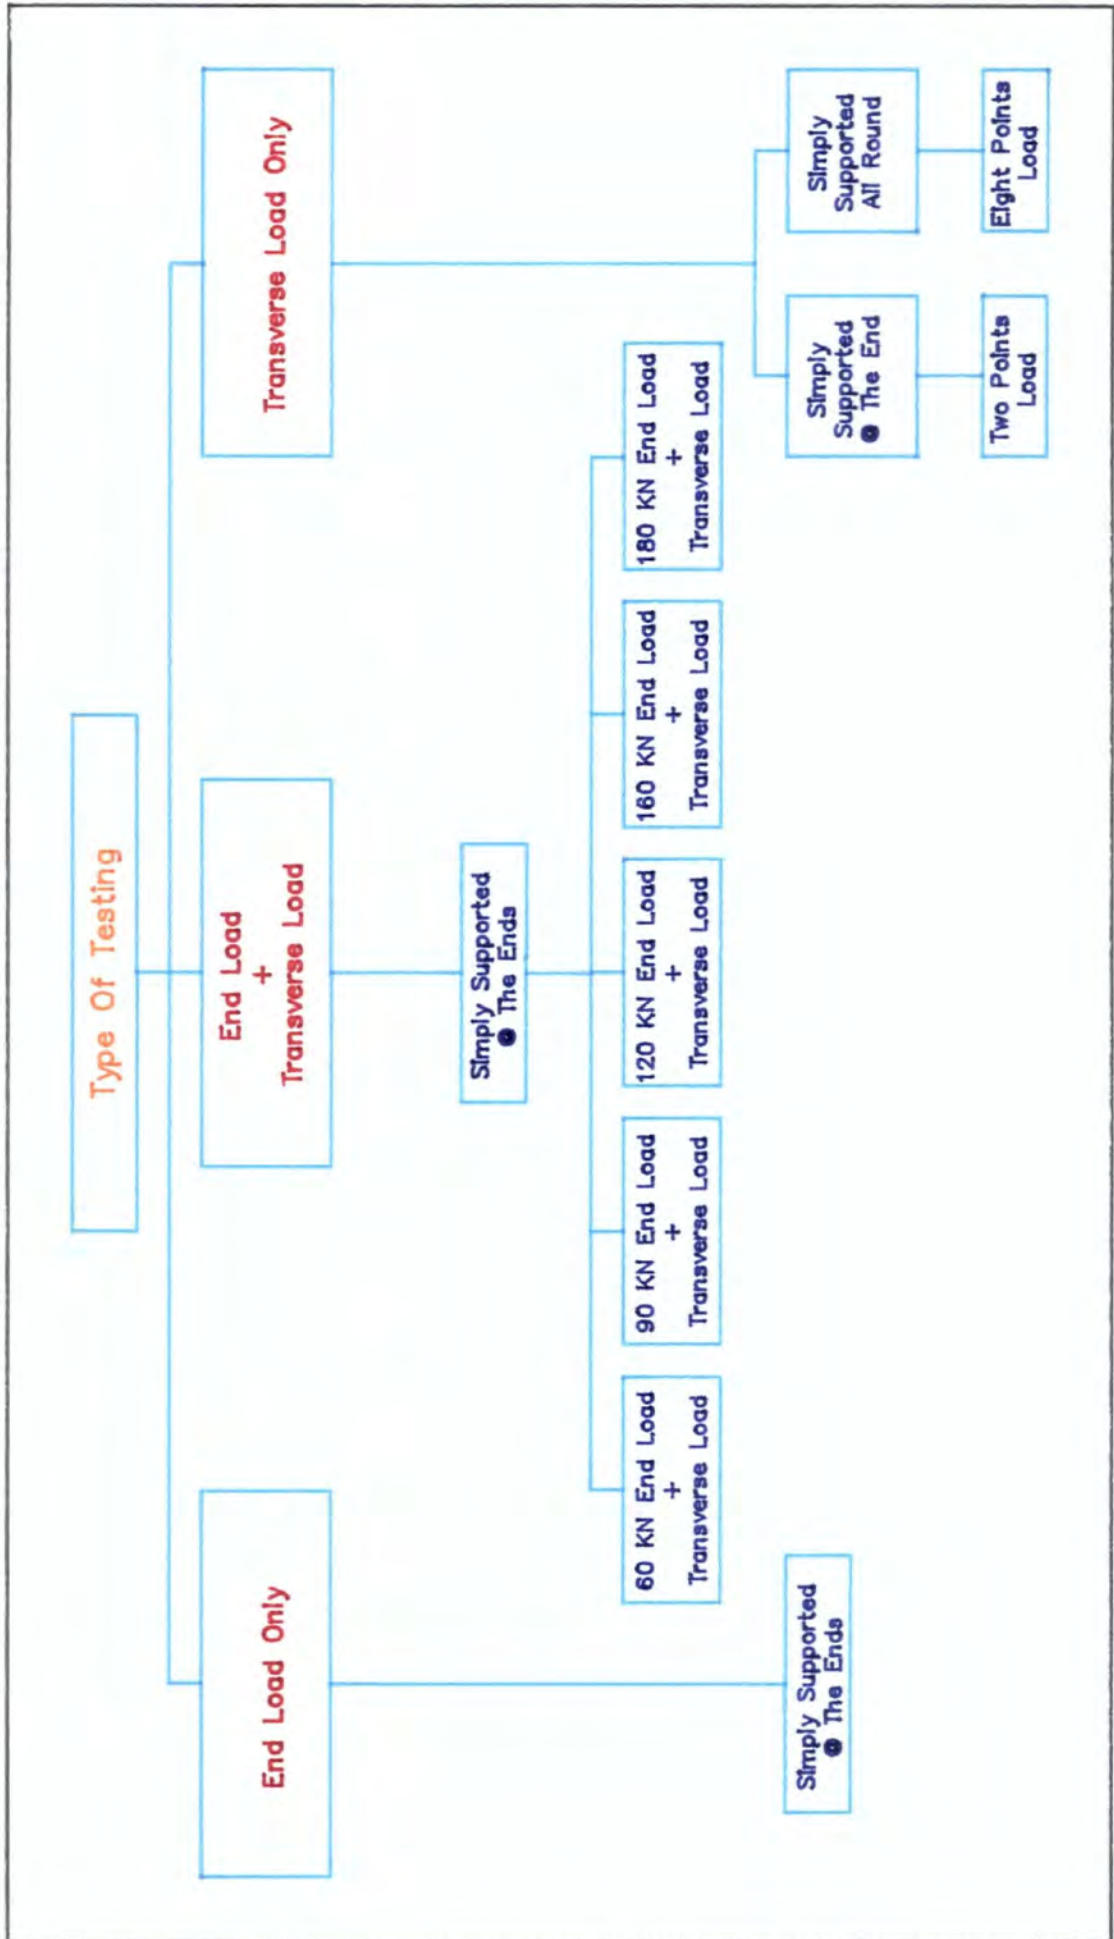 Type Of Testing
End Load Only
End Load
+
Transverse Load
Transverse Load Only
Simply Supported
@ The Ends
60 KN End Load
+
Transverse Load
90 KN End Load
+
Transverse Load
120 KN End Load
+
Transverse Load
160 KN End Load
+
Transverse Load
180 KN End Load
+
Transverse Load
Simply Supported
@ The Ends
Simply
Supported
@ The End
Simply
Supported
All Round
Two Points
Load
Eight Points
Load